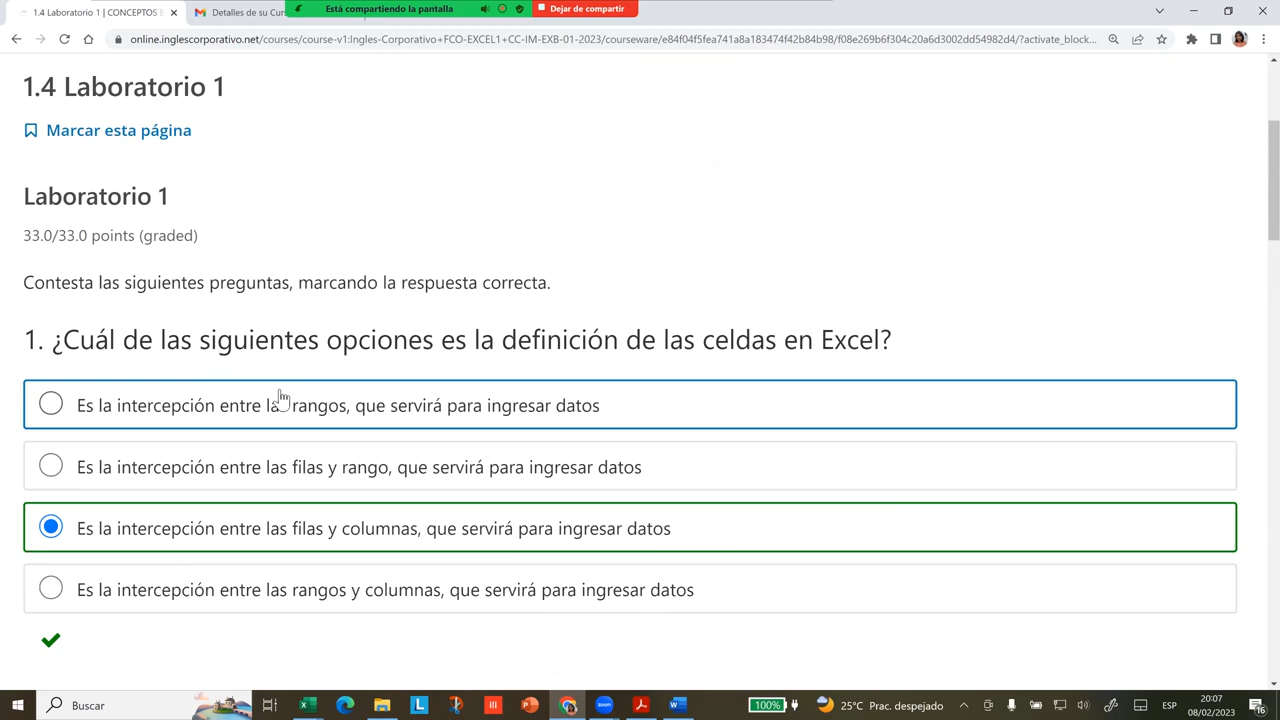 1.4 Laboratorio 1 | CONCEPTOS
Detalles de su Cur
Está compartiendo la pantalla
Dejar de compartir
online.inglescorporativo.net/courses/course-v1:Ingles-Corporativo+FCO-EXCEL1+CC-IM-EXB-01-2023/courseware/e84f04f5fea741a8a183474f42b84b98/f08e269b6f304c20a6d3002dd54982d4/?activate_block...
1.4 Laboratorio 1
Marcar esta página
Laboratorio 1
33.0/33.0 points (graded)
Contesta las siguientes preguntas, marcando la respuesta correcta.
1. ¿Cuál de las siguientes opciones es la definición de las celdas en Excel?
Es la intercepción entre la rangos, que servirá para ingresar datos
Es la intercepción entre las filas y rango, que servirá para ingresar datos
Es la intercepción entre las filas y columnas, que servirá para ingresar datos
Es la intercepción entre las rangos y columnas, que servirá para ingresar datos
Buscar
100%
25°C Prac. despejado
ESP
20:07
08/02/2023
16